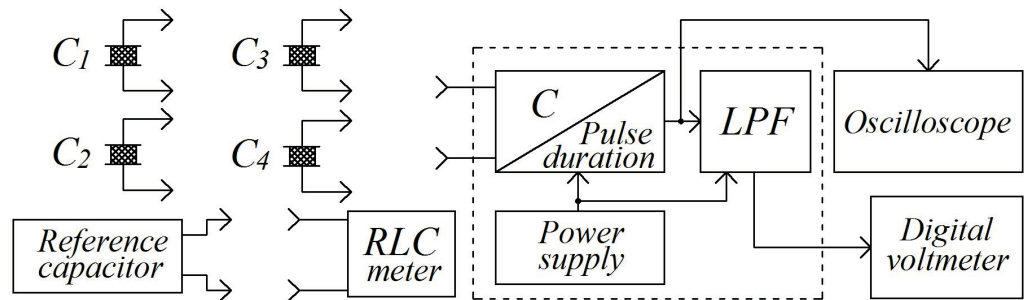 C1
C3
C2
C4
C
Pulse
duration
LPF
Oscilloscope
Reference
capacitor
RLC
meter
Power
supply
Digital
voltmeter